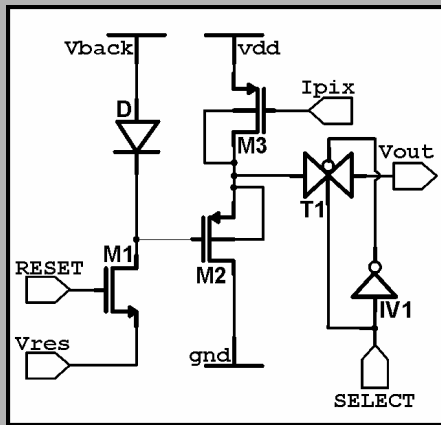 Vback
vdd
Ipix
D
M3
Vout
T1
M1
RESET
M2
IV1
Vres
gnd
SELECT